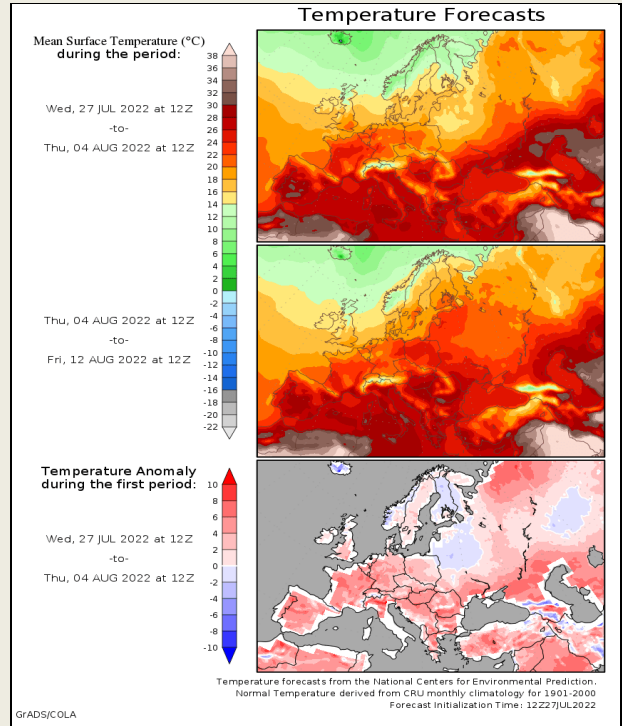 Temperature Forecasts
Mean Surface Temperature (°C)
during the period:
38
36
34
32
30
28
26
24
22
20
18
16
14
12
10
8
6
4
2
0
-2
-4
-6
-8
-10
-12
-14
-16
-18
-20
-22
Wed, 27 JUL 2022 at 12Z
-to-
Thu, 04 AUG 2022 at 12Z
Thu, 04 AUG 2022 at 12Z
-to-
Fri, 12 AUG 2022 at 12Z
Temperature Anomaly
during the first period:
10
8
6
4
2
0
-2
-4
-6
-8
-10
Wed, 27 JUL 2022 at 12Z
-to-
Thu, 04 AUG 2022 at 12Z
Temperature forecasts from the National Centers for Environmental Prediction.
Normal Temperature derived from CRU monthly climatology for 1901-2000
Forecast Initialization Time: 12Z27JUL2022
GrADS/COLA